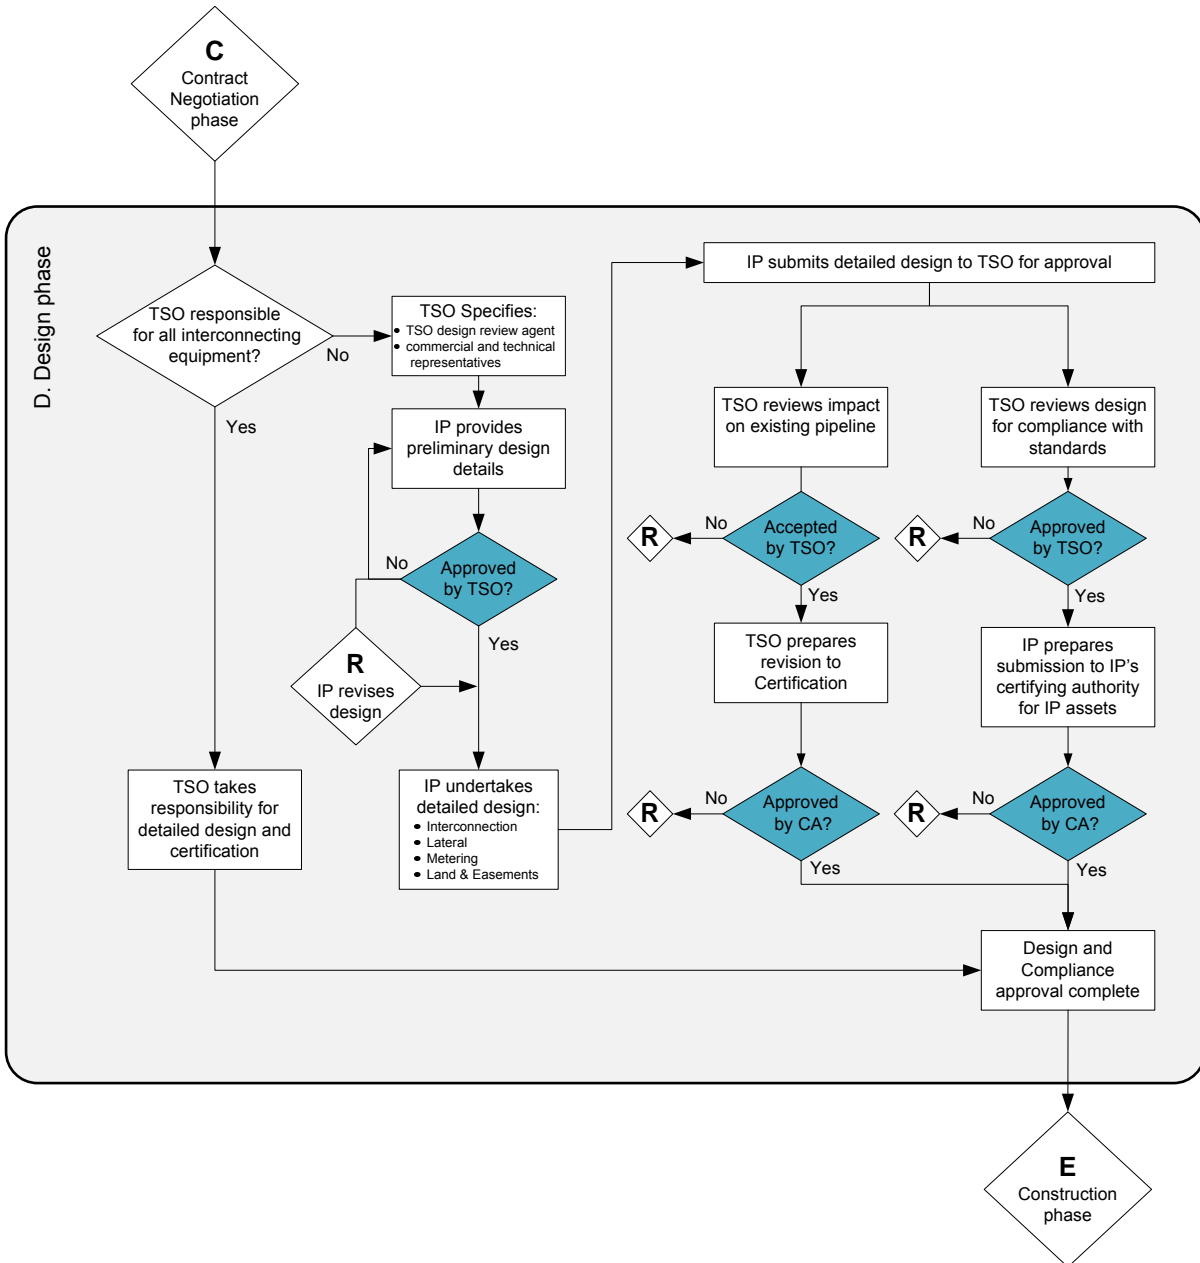 C
Contract
Negotiation
phase
D. Design phase
TSO responsible
for all interconnecting
equipment?
No
Yes
TSO Specifies:
• TSO design review agent
• commercial and technical
representatives
IP provides
preliminary design
details
Approved
by TSO?
No
Yes
R
IP revises
design
TSO takes
responsibility for
detailed design and
certification
IP undertakes
detailed design:
• Interconnection
• Lateral
• Metering
• Land & Easements
IP submits detailed design to TSO for approval
TSO reviews impact
on existing pipeline
Accepted
by TSO?
No
R
Yes
TSO prepares
revision to
Certification
Approved
by CA?
No
R
Yes
TSO reviews design
for compliance with
standards
Approved
by TSO?
No
R
Yes
IP prepares
submission to IP's
certifying authority
for IP assets
Approved
by CA?
No
R
Yes
Design and
Compliance
approval complete
E
Construction
phase